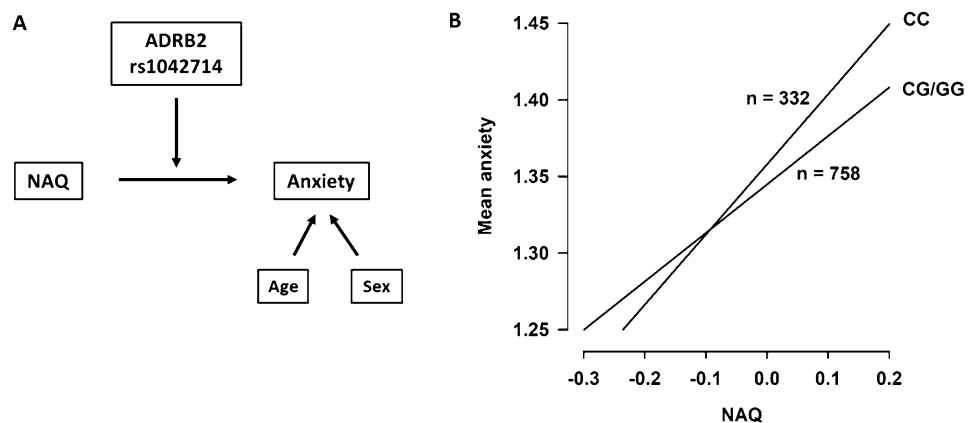 A
ADRB2
rs1042714
NAQ
Anxiety
Age
Sex
B
Mean anxiety
1.45
1.40
1.35
1.30
1.25
CC
CG/GG
n = 332
n = 758
-0.3
-0.2
-0.1
0.0
0.1
0.2
NAQ